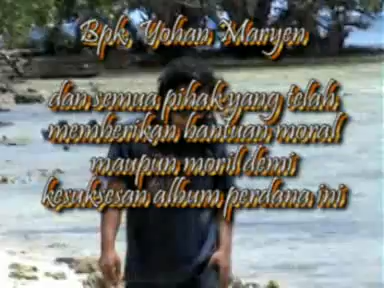 Bpk. Yohan Maryen
dan semua pihak yang telah
memberikan bantuan moral
maupun moril demi
kesuksesan album perdana ini